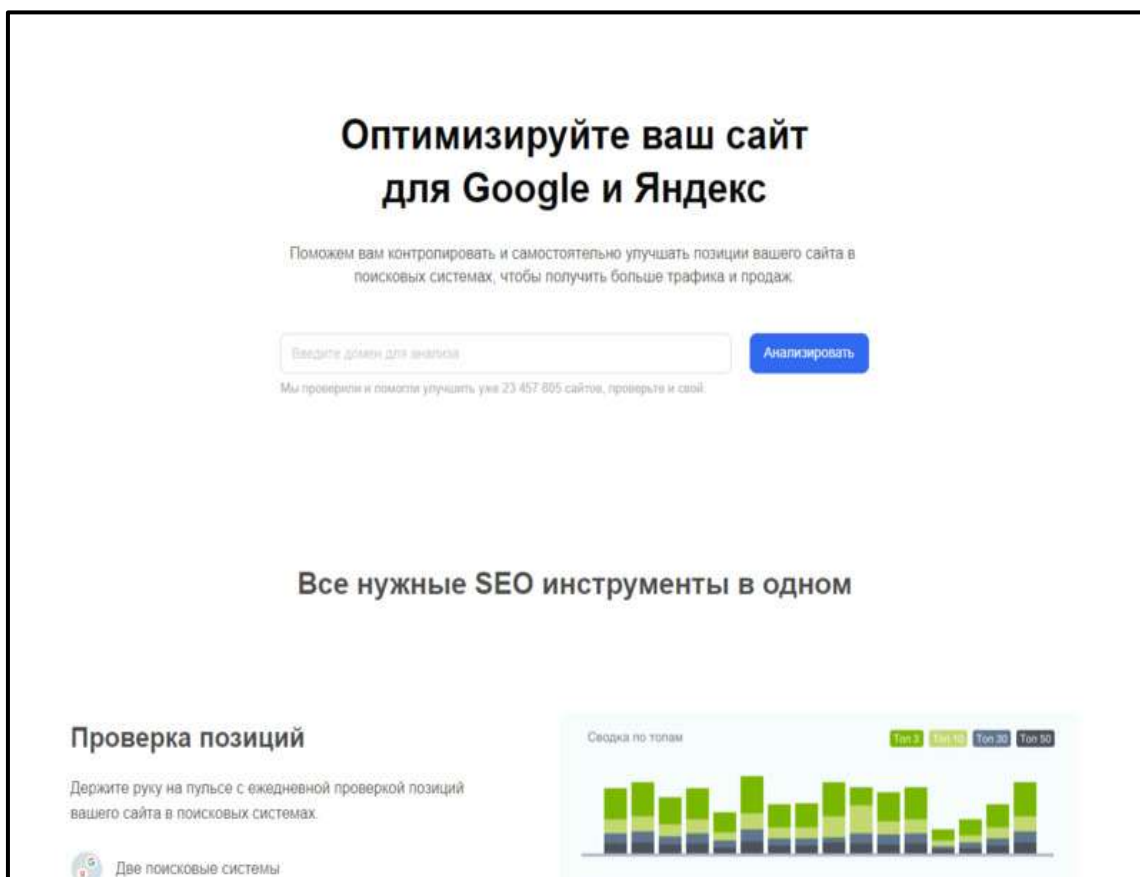 Оптимизируйте ваш сайт
для Google и Яндекс
Поможем вам контролировать и самостоятельно улучшать позиции вашего сайта в
поисковых системах, чтобы получить больше трафика и продаж.
Введите домен для анализа
Анализировать
Мы проверили и помогли улучшить уже 23 457 805 сайтов, проверьте и свой.
Все нужные SEO инструменты в одном
Проверка позиций
Держите руку на пульсе с ежедневной проверкой позиций
вашего сайта в поисковых системах.
Две поисковые системы
Сводка по топам
Топ 3 Топ 10 Топ 30 Топ 50